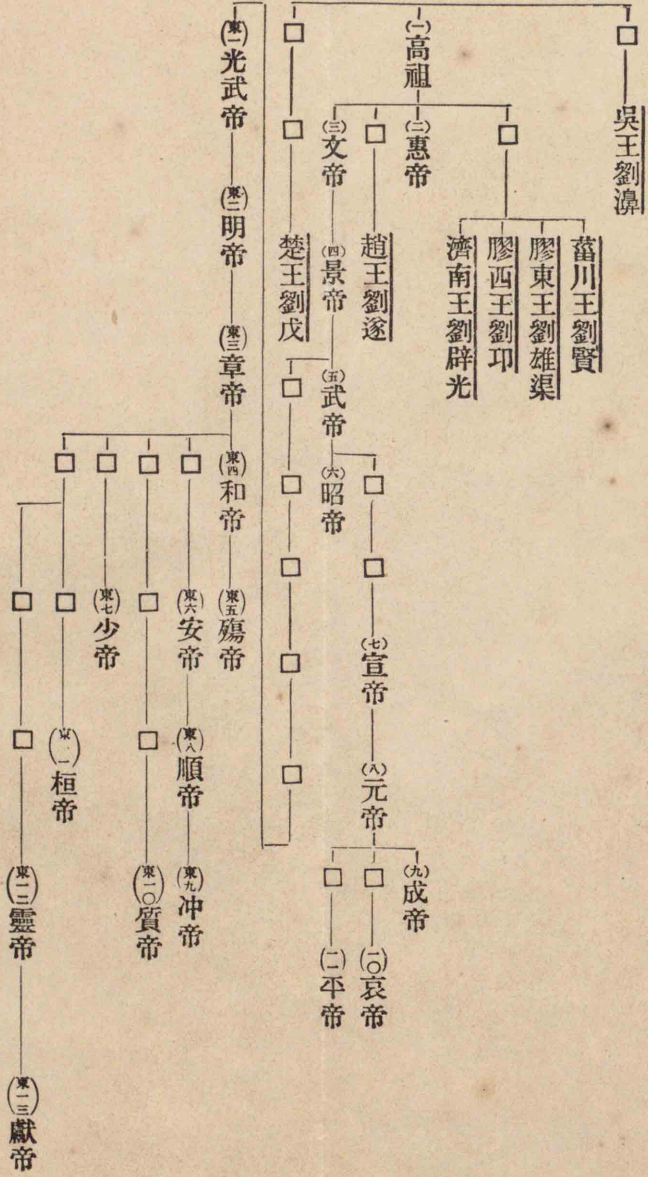 吳王劉濞
菑川王劉賢
膠東王劉雄渠
膠西王劉印
濟南王劉辟光
(一)高祖
(二)惠帝
趙王劉遂
(三)文帝
(四)景帝
楚王劉戊
(五)武帝
(六)昭帝
(七)宣帝
(八)元帝
(九)成帝
(一〇)哀帝
(一一)平帝
(東一)光武帝
(東二)明帝
(東三)章帝
(東四)和帝
(東五)殤帝
(東六)安帝
(東八)順帝
(東九)冲帝
(東一〇)質帝
(東七)少帝
(東一一)桓帝
(東一二)靈帝
(東一三)獻帝